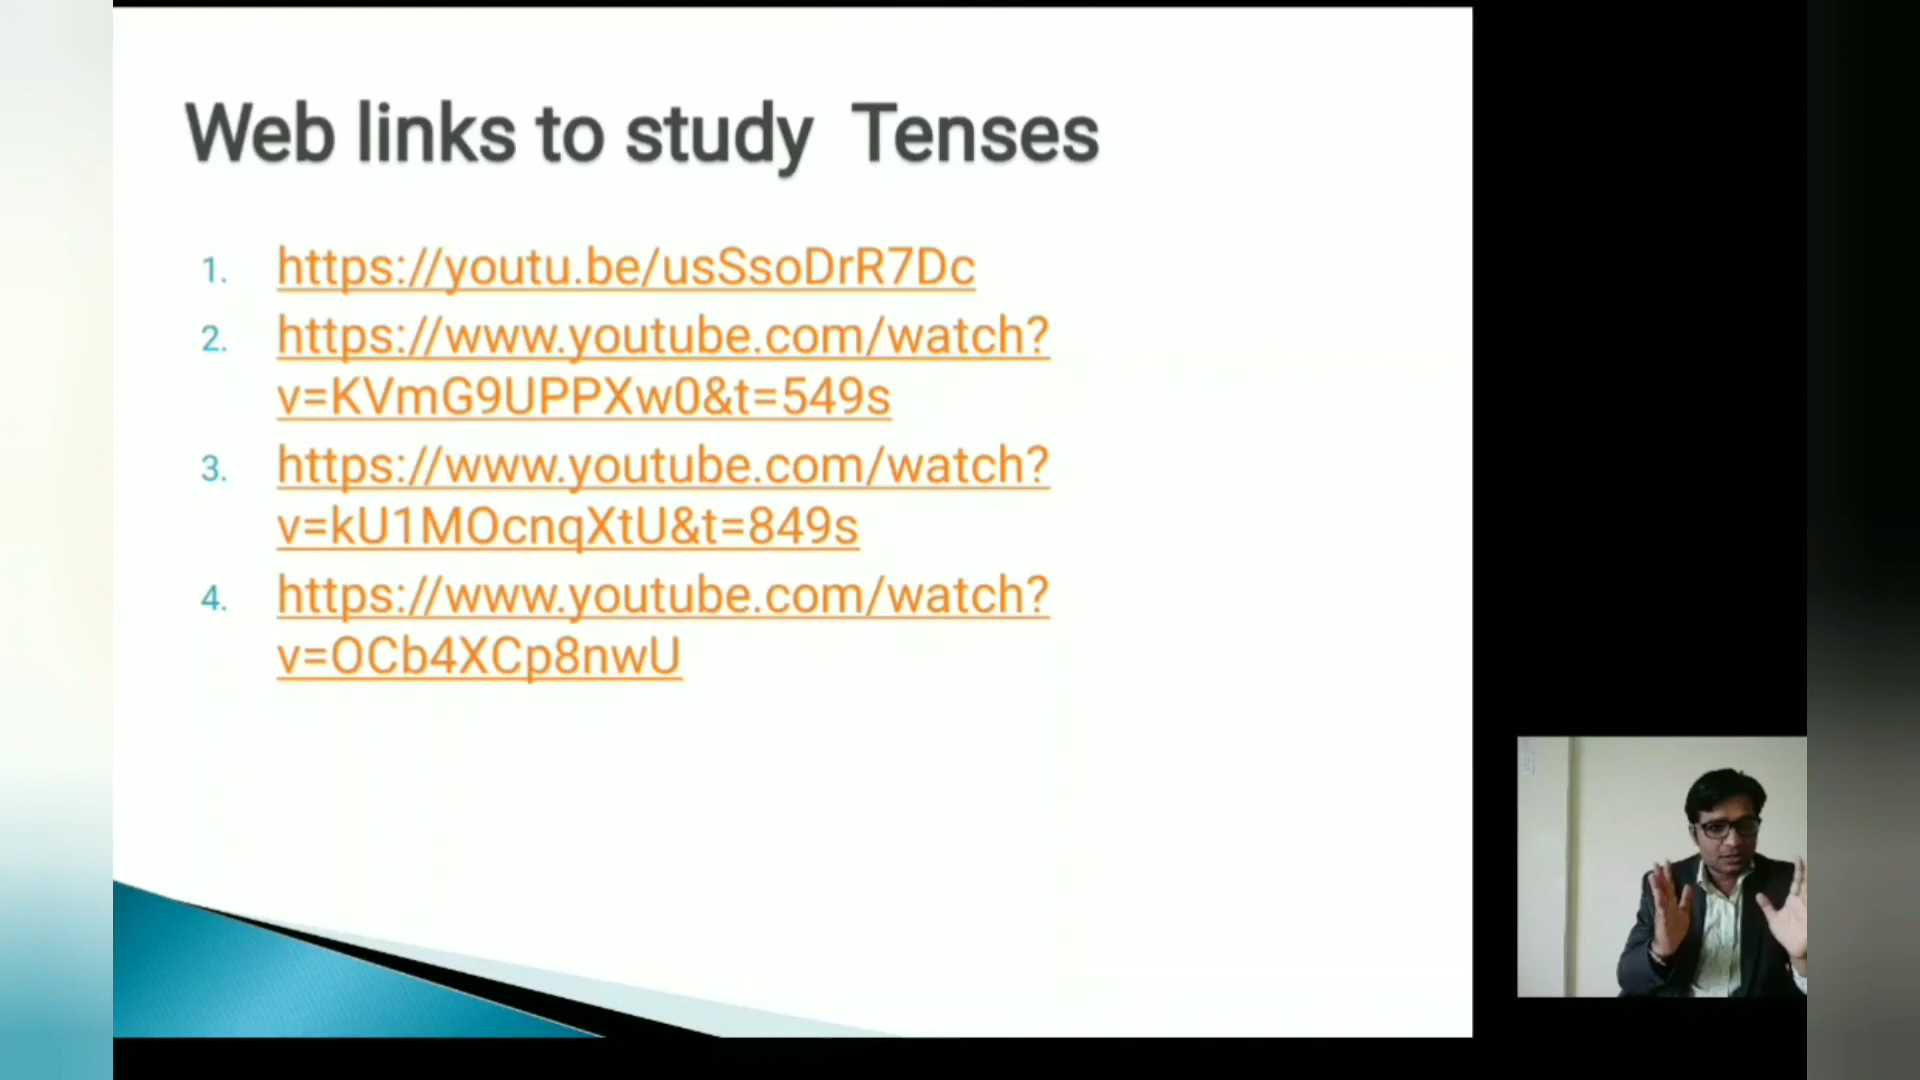 Web links to study Tenses
1. https://youtu.be/usSsoDrR7Dc
2. https://www.youtube.com/watch?
v=KVmG9UPPXw0&t=549s
3. https://www.youtube.com/watch?
v=kU1MOcnqXtU&t=849s
4. https://www.youtube.com/watch?
v=OCb4XCp8nwU